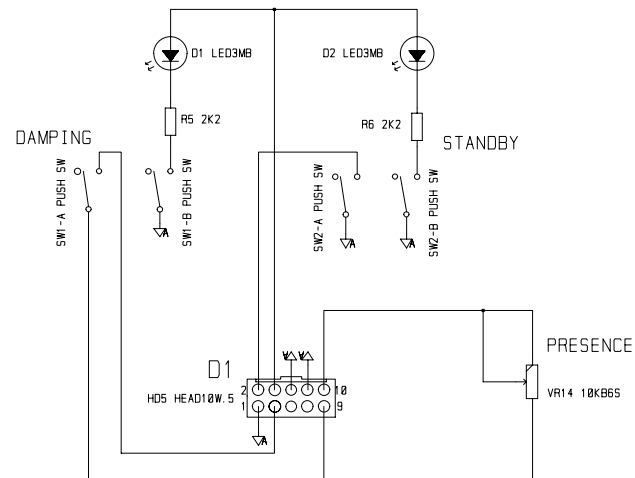 D1 LED3MB
D2 LED3MB
R5 2K2
R6 2K2
DAMPING
STANDBY
SW1-A PUSH SW
SW1-B PUSH SW
SW2-A PUSH SW
SW2-B PUSH SW
A
A
A
PRESENCE
D1
A A
2
10
HD5 HEAD10W.5
1
9
VR14 10KB6S
A